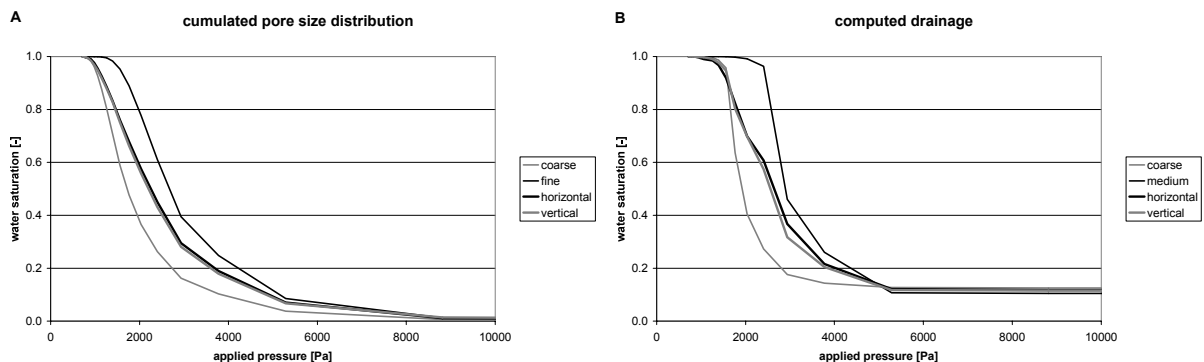 A
cumulated pore size distribution
1.0
0.8
0.6
0.4
0.2
0.0
water saturation [-]
0 2000 4000 6000 8000 10000
applied pressure [Pa]
coarse
fine
horizontal
vertical
B
computed drainage
1.0
0.8
0.6
0.4
0.2
0.0
water saturation [-]
0 2000 4000 6000 8000 10000
applied pressure [Pa]
coarse
medium
horizontal
vertical